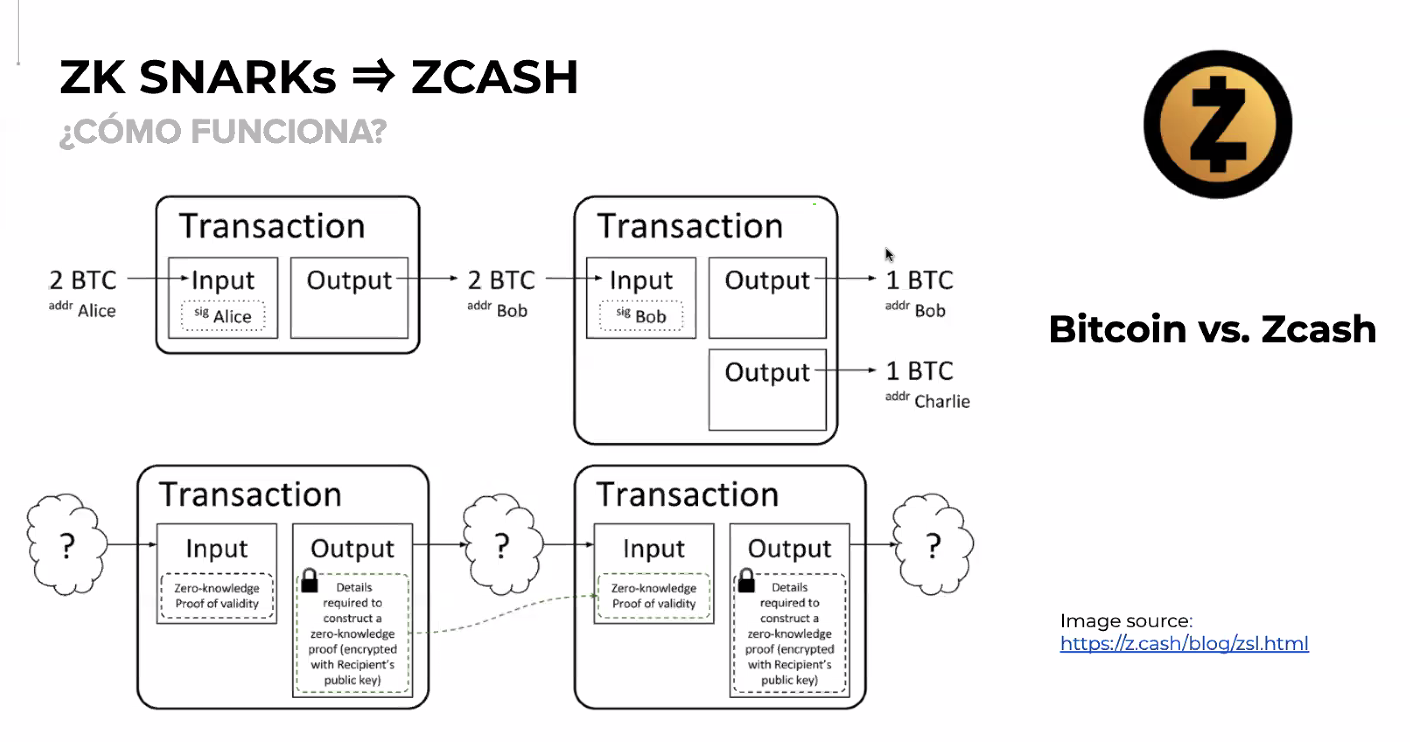 ZK SNARKs ⇒ ZCASH
¿CÓMO FUNCIONA?
Transaction
2 BTC
addr Alice
Input
sig Alice
Output
2 BTC
addr Bob
Transaction
Input
sig Bob
Output
1 BTC
addr Bob
Output
1 BTC
addr Charlie
Bitcoin vs. Zcash
Transaction
?
Input
Zero-knowledge
Proof of validity
Output
Details
required to
construct a
zero-knowledge
proof (encrypted
with Recipient's
public key)
?
Transaction
Input
Zero-knowledge
Proof of validity
Output
Details
required to
construct a
zero-knowledge
proof (encrypted
with Recipient's
public key)
?
Image source:
https://z.cash/blog/zsl.html